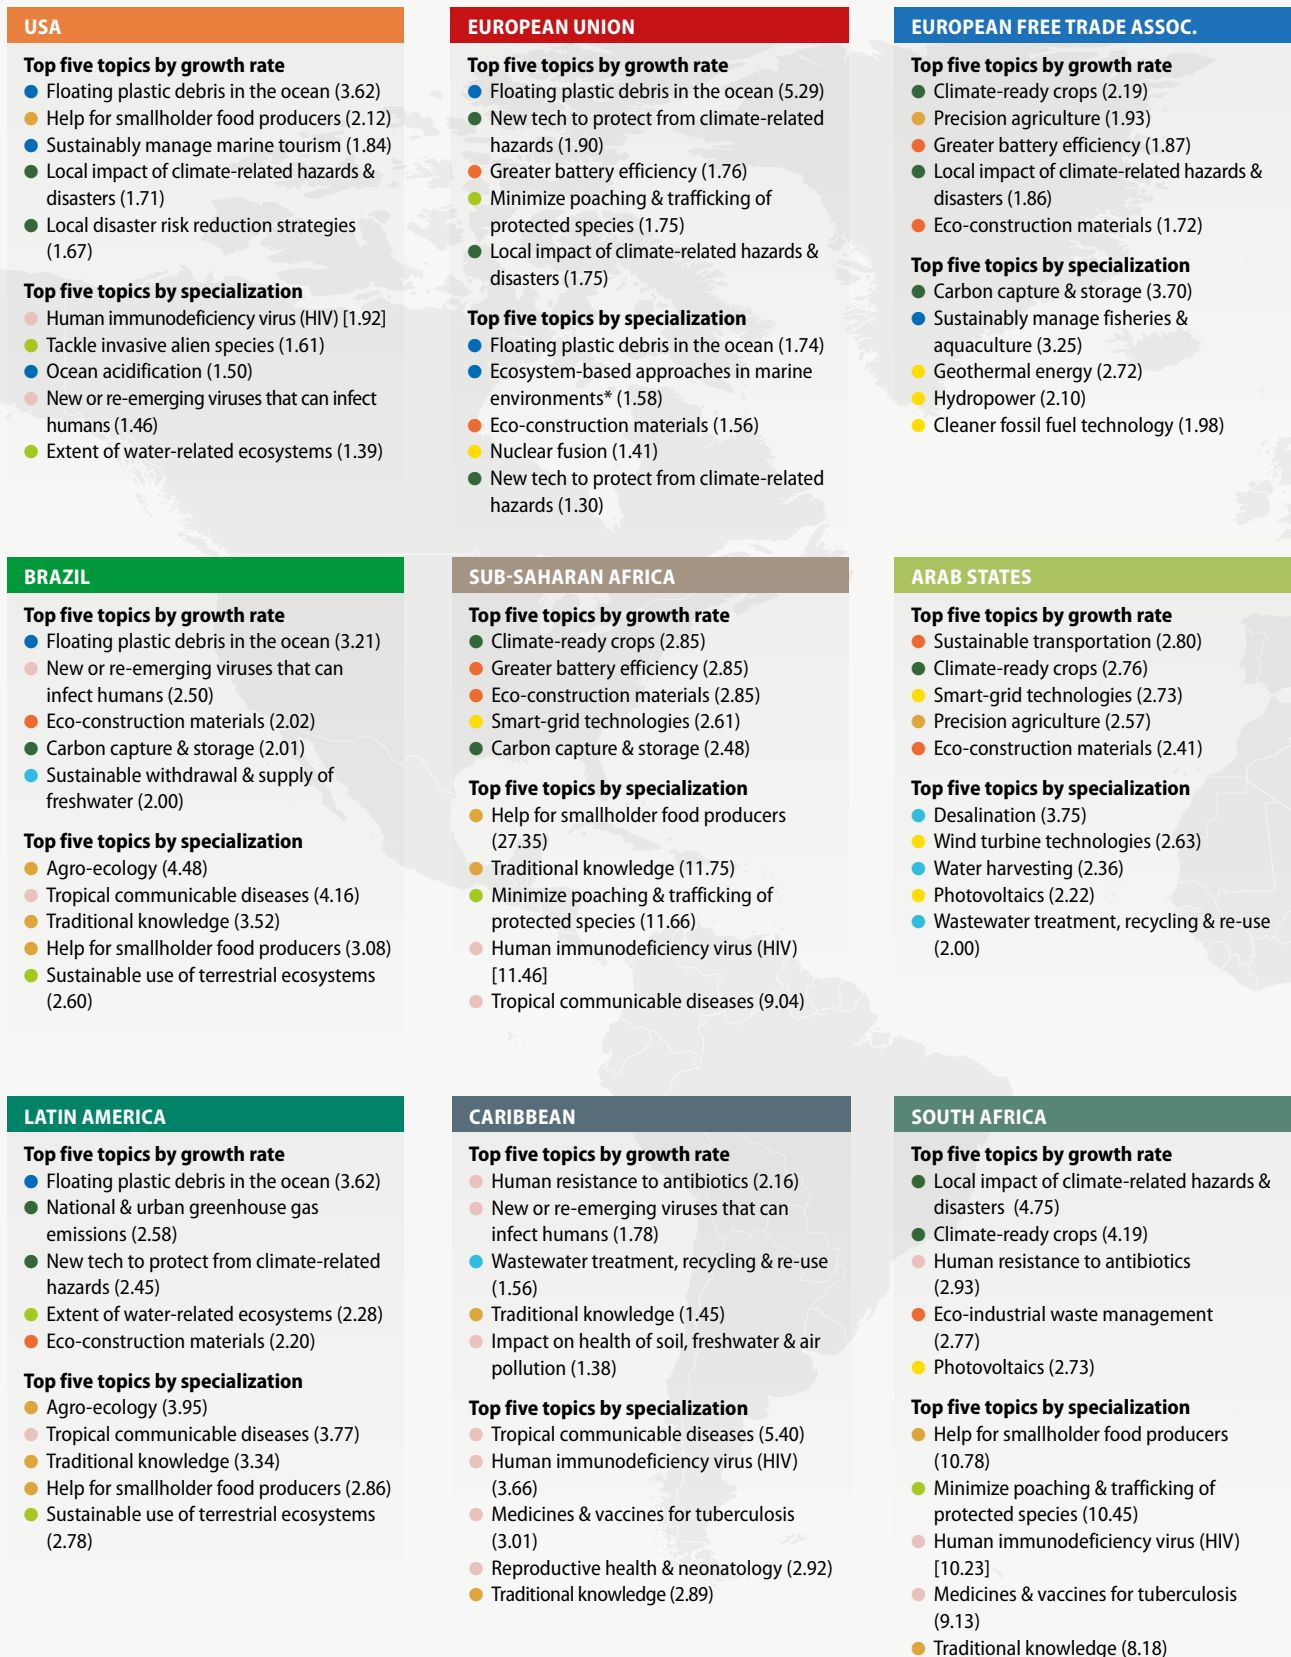 USA
Top five topics by growth rate
Floating plastic debris in the ocean (3.62)
Help for smallholder food producers (2.12)
Sustainably manage marine tourism (1.84)
Local impact of climate-related hazards &
disasters (1.71)
Local disaster risk reduction strategies
(1.67)
Top five topics by specialization
Human immunodeficiency virus (HIV) [1.92]
Tackle invasive alien species (1.61)
Ocean acidification (1.50)
New or re-emerging viruses that can infect
humans (1.46)
Extent of water-related ecosystems (1.39)
EUROPEAN UNION
Top five topics by growth rate
Floating plastic debris in the ocean (5.29)
New tech to protect from climate-related
hazards (1.90)
Greater battery efficiency (1.76)
Minimize poaching & trafficking of
protected species (1.75)
Local impact of climate-related hazards &
disasters (1.75)
Top five topics by specialization
Floating plastic debris in the ocean (1.74)
Ecosystem-based approaches in marine
environments* (1.58)
Eco-construction materials (1.56)
Nuclear fusion (1.41)
New tech to protect from climate-related
hazards (1.30)
EUROPEAN FREE TRADE ASSOC.
Top five topics by growth rate
Climate-ready crops (2.19)
Precision agriculture (1.93)
Greater battery efficiency (1.87)
Local impact of climate-related hazards &
disasters (1.86)
Eco-construction materials (1.72)
Top five topics by specialization
Carbon capture & storage (3.70)
Sustainably manage fisheries &
aquaculture (3.25)
Geothermal energy (2.72)
Hydropower (2.10)
Cleaner fossil fuel technology (1.98)
BRAZIL
Top five topics by growth rate
Floating plastic debris in the ocean (3.21)
New or re-emerging viruses that can
infect humans (2.50)
Eco-construction materials (2.02)
Carbon capture & storage (2.01)
Sustainable withdrawal & supply of
freshwater (2.00)
Top five topics by specialization
Agro-ecology (4.48)
Tropical communicable diseases (4.16)
Traditional knowledge (3.52)
Help for smallholder food producers (3.08)
Sustainable use of terrestrial ecosystems
(2.60)
SUB-SAHARAN AFRICA
Top five topics by growth rate
Climate-ready crops (2.85)
Greater battery efficiency (2.85)
Eco-construction materials (2.85)
Smart-grid technologies (2.61)
Carbon capture & storage (2.48)
Top five topics by specialization
Help for smallholder food producers
(27.35)
Traditional knowledge (11.75)
Minimize poaching & trafficking of
protected species (11.66)
Human immunodeficiency virus (HIV)
[11.46]
Tropical communicable diseases (9.04)
ARAB STATES
Top five topics by growth rate
Sustainable transportation (2.80)
Climate-ready crops (2.76)
Smart-grid technologies (2.73)
Precision agriculture (2.57)
Eco-construction materials (2.41)
Top five topics by specialization
Desalination (3.75)
Wind turbine technologies (2.63)
Water harvesting (2.36)
Photovoltaics (2.22)
Wastewater treatment, recycling & re-use
(2.00)
LATIN AMERICA
Top five topics by growth rate
Floating plastic debris in the ocean (3.62)
National & urban greenhouse gas
emissions (2.58)
New tech to protect from climate-related
hazards (2.45)
Extent of water-related ecosystems (2.28)
Eco-construction materials (2.20)
Top five topics by specialization
Agro-ecology (3.95)
Tropical communicable diseases (3.77)
Traditional knowledge (3.34)
Help for smallholder food producers (2.86)
Sustainable use of terrestrial ecosystems
(2.78)
CARIBBEAN
Top five topics by growth rate
Human resistance to antibiotics (2.16)
New or re-emerging viruses that can
infect humans (1.78)
Wastewater treatment, recycling & re-use
(1.56)
Traditional knowledge (1.45)
Impact on health of soil, freshwater & air
pollution (1.38)
Top five topics by specialization
Tropical communicable diseases (5.40)
Human immunodeficiency virus (HIV)
(3.66)
Medicines & vaccines for tuberculosis
(3.01)
Reproductive health & neonatology (2.92)
Traditional knowledge (2.89)
SOUTH AFRICA
Top five topics by growth rate
Local impact of climate-related hazards &
disasters (4.75)
Climate-ready crops (4.19)
Human resistance to antibiotics
(2.93)
Eco-industrial waste management
(2.77)
Photovoltaics (2.73)
Top five topics by specialization
Help for smallholder food producers
(10.78)
Minimize poaching & trafficking of
protected species (10.45)
Human immunodeficiency virus (HIV)
[10.23]
Medicines & vaccines for tuberculosis
(9.13)
Traditional knowledge (8.18)